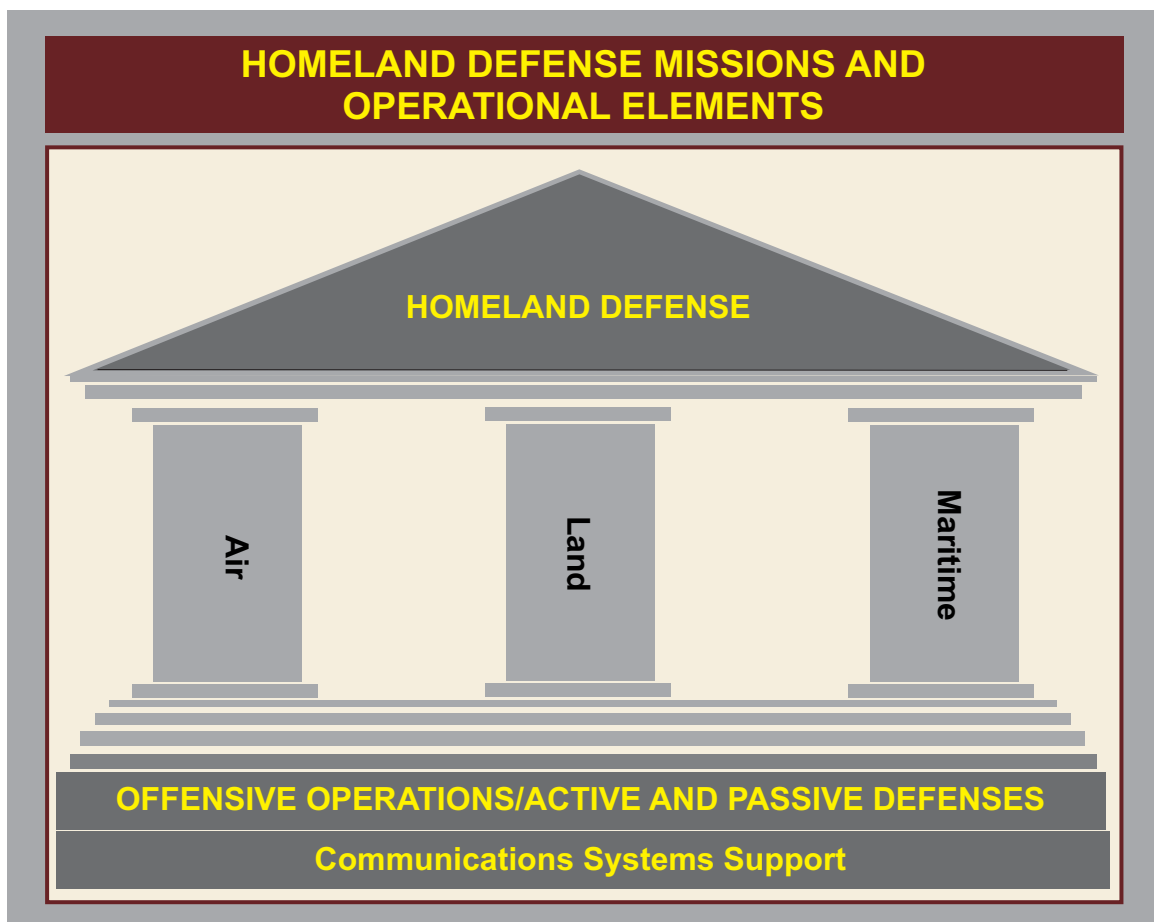 HOMELAND DEFENSE MISSIONS AND
OPERATIONAL ELEMENTS
HOMELAND DEFENSE
Air
Land
Maritime
OFFENSIVE OPERATIONS/ACTIVE AND PASSIVE DEFENSES
Communications Systems Support